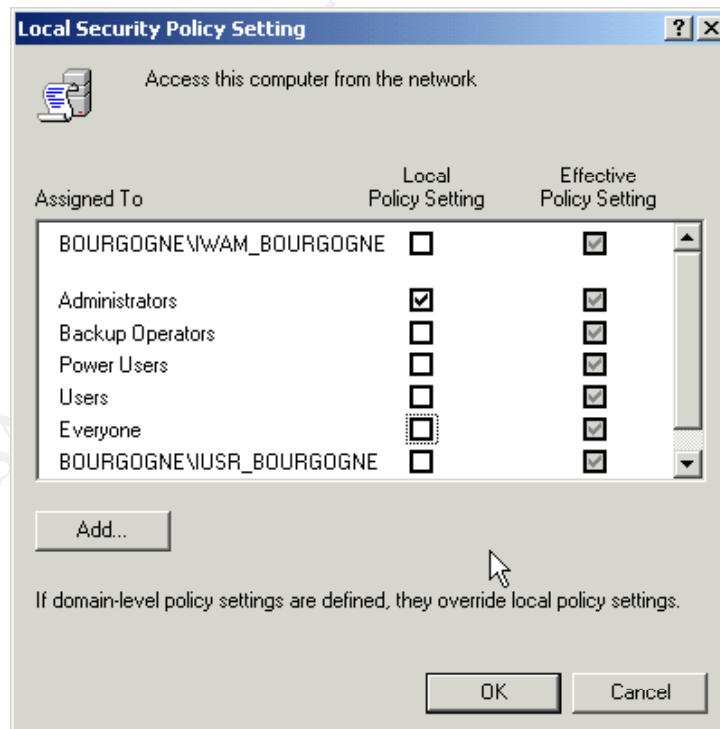 Local Security Policy Setting
Access this computer from the network
Assigned To Local Policy Setting Effective Policy Setting
BOURGOGNE\IWAM_BOURGOGNE
Administrators
Backup Operators
Power Users
Users
Everyone
BOURGOGNE\IUSR_BOURGOGNE
Add...
If domain-level policy settings are defined, they override local policy settings.
OK Cancel